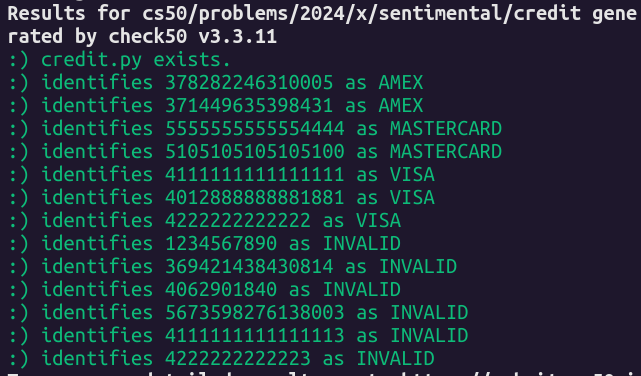 Results for cs50/problems/2024/x/sentimental/credit gene
rated by check50 v3.3.11
:) credit.py exists.
:) identifies 378282246310005 as AMEX
:) identifies 371449635398431 as AMEX
:) identifies 5555555555554444 as MASTERCARD
:) identifies 5105105105105100 as MASTERCARD
:) identifies 4111111111111111 as VISA
:) identifies 4012888888881881 as VISA
:) identifies 4222222222222 as VISA
:) identifies 1234567890 as INVALID
:) identifies 369421438430814 as INVALID
:) identifies 4062901840 as INVALID
:) identifies 5673598276138003 as INVALID
:) identifies 4111111111111113 as INVALID
:) identifies 4222222222223 as INVALID